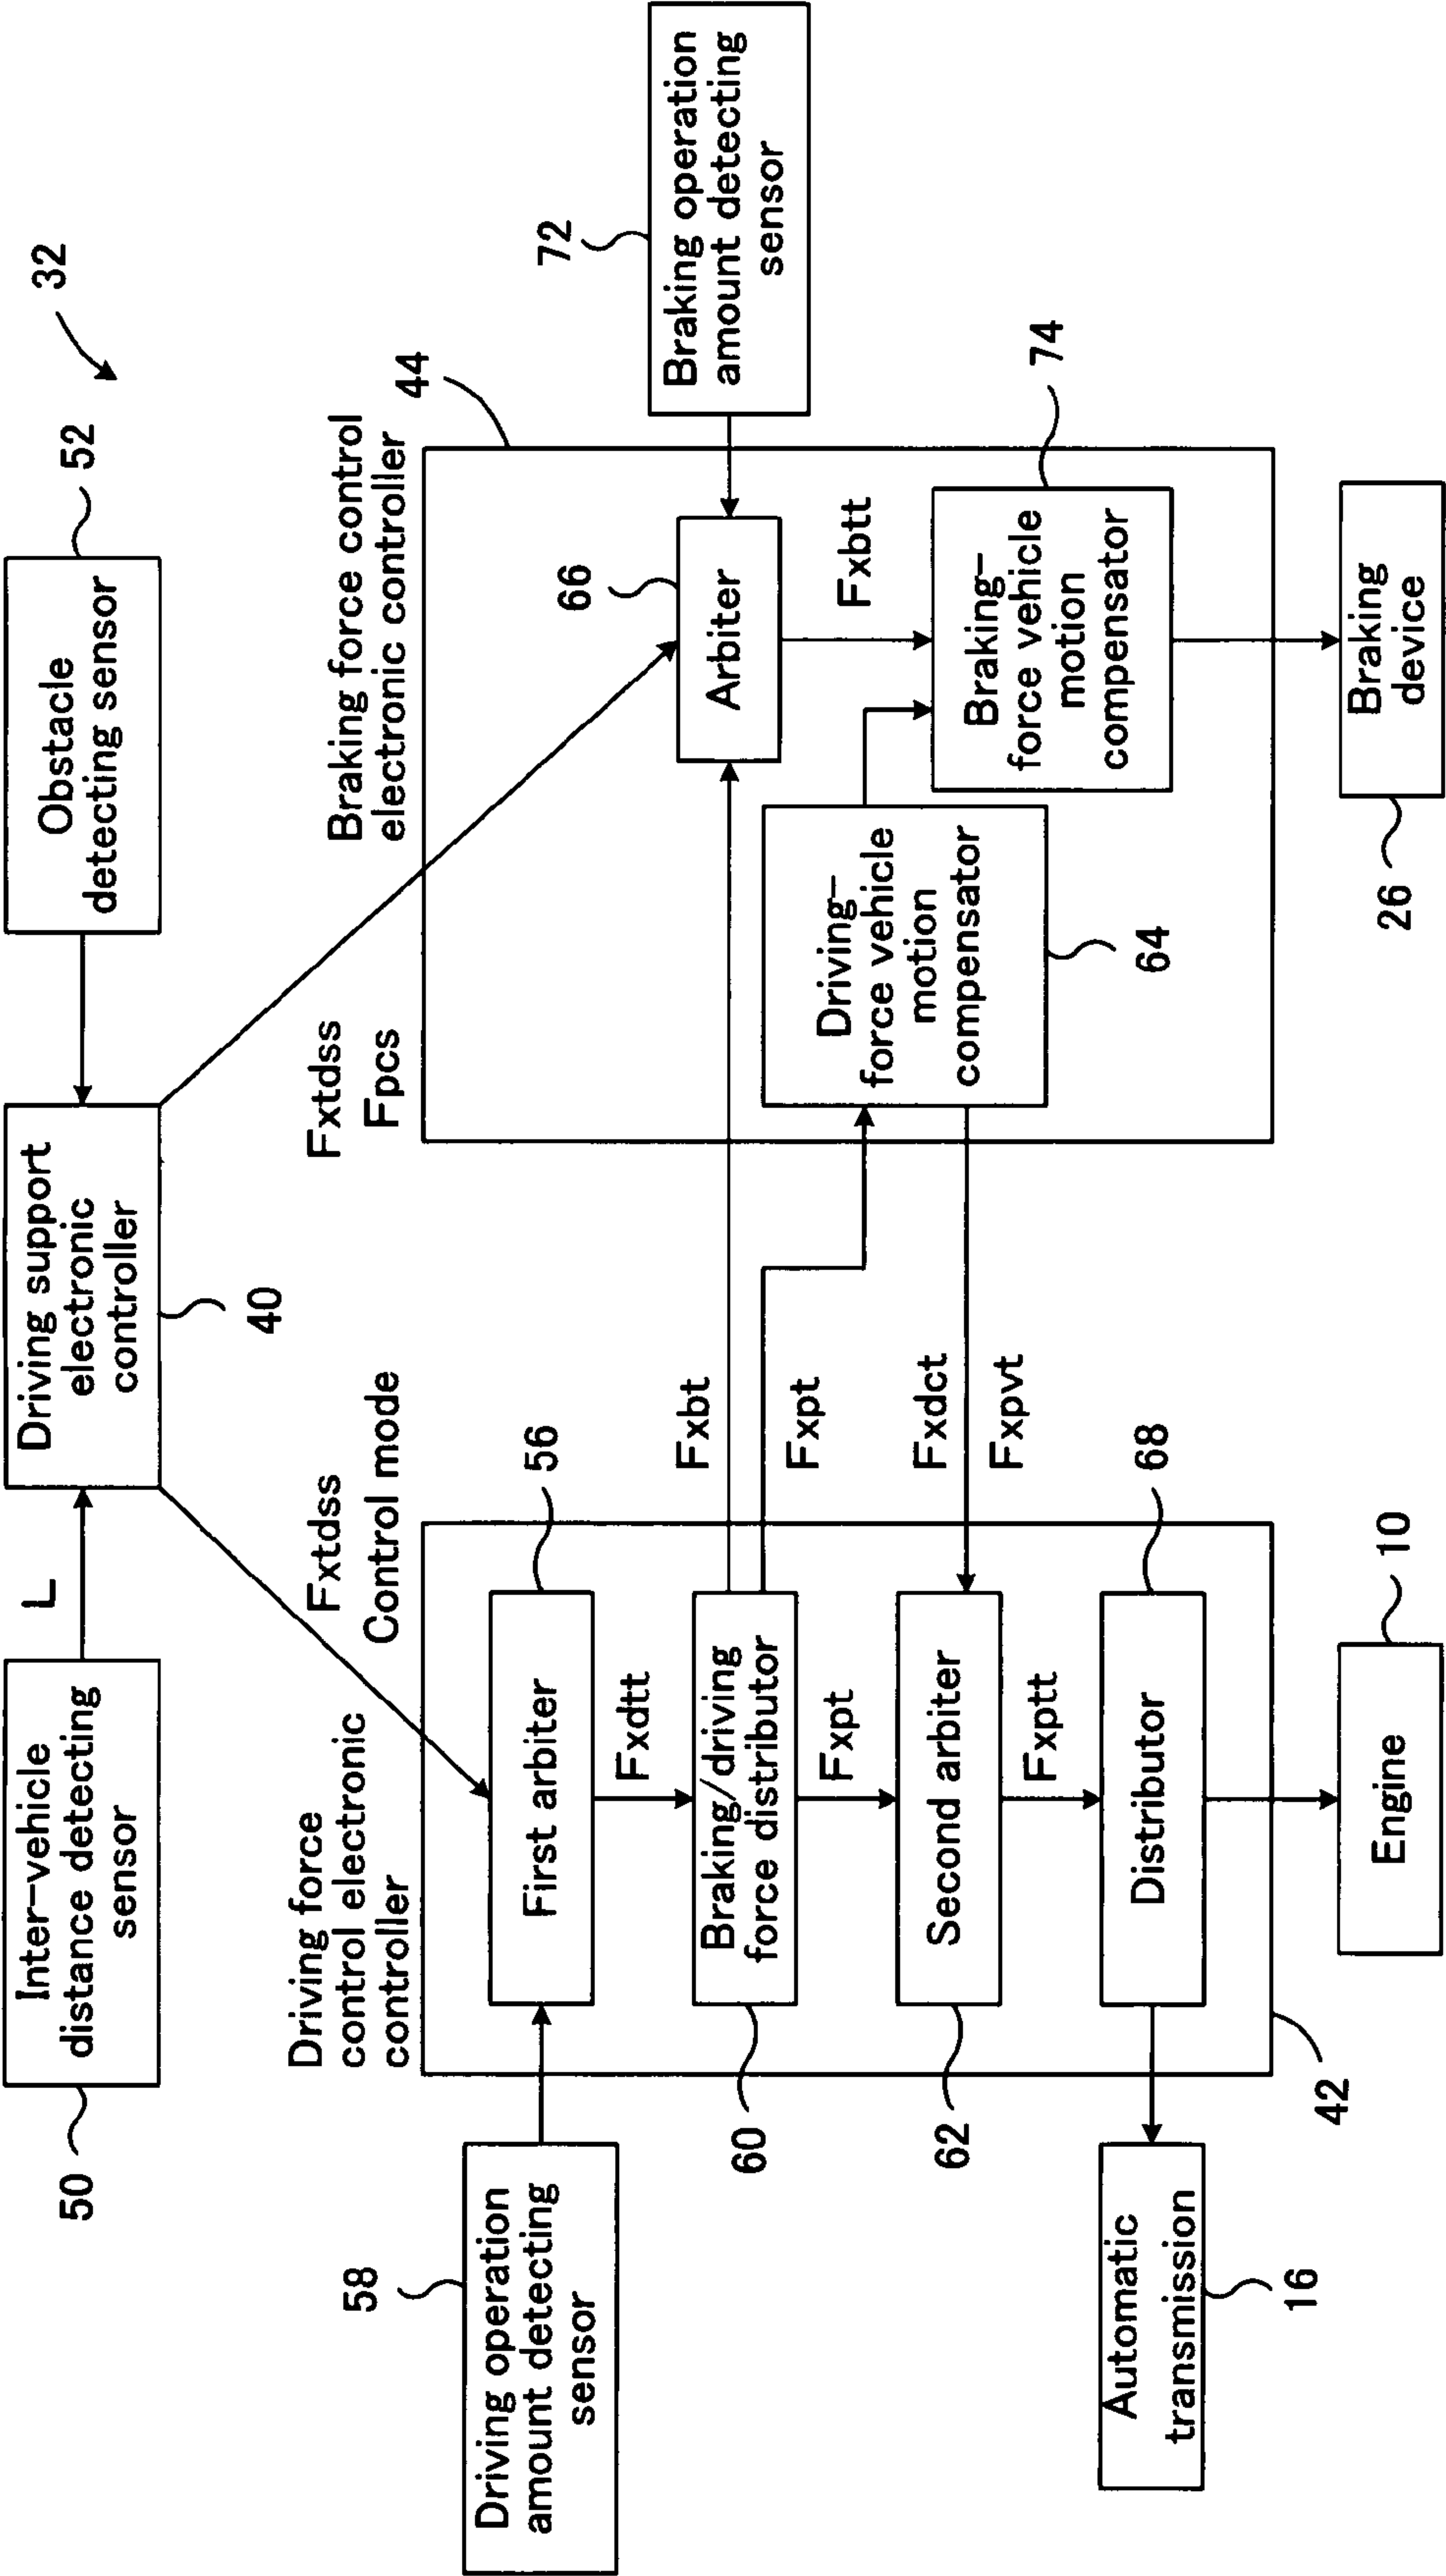 32
50
Inter-vehicle
distance detecting
sensor
L
Driving support
electronic
controller
40
52
Obstacle
detecting sensor
Fxtdss
Control mode
Fxtdss
Fpcs
Driving force
control electronic
controller
58
Driving operation
amount detecting
sensor
56
First arbiter
Fxdtt
60
Braking/driving
force distributor
Fxbt
Fxpt
Fxpt
62
Second arbiter
Fxdct
Fxpvt
Fxptt
68
Distributor
42
Automatic
transmission
16
Engine
10
Braking force control
electronic controller
44
66
Arbiter
72
Braking operation
amount detecting
sensor
Fxbtt
Driving-
force vehicle
motion
compensator
64
74
Braking-
force vehicle
motion
compensator
Braking
device
26